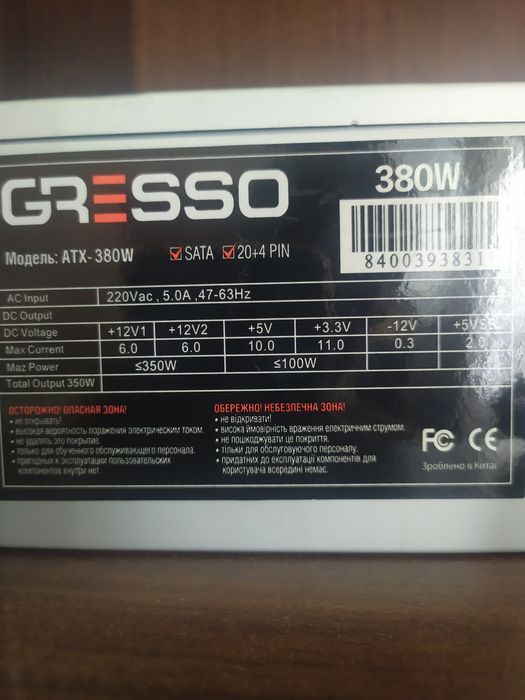 GRESSO
380W
Модель: ATX- 380W SATA 20+4 PIN
8400393831
AC Input 220Vac , 5.0A ,47-63Hz
DC Output
DC Voltage +12V1 +12V2 +5V +3.3V -12V +5VSB
Max Current 6.0 6.0 10.0 11.0 0.3 2.0
Maz Power ≤350W ≤100W
Total Output 350W
ОСТОРОЖНО! ОПАСНАЯ ЗОНА!
• не открывать!
• высокая вероятность поражения электрическим током.
• не удалять это покрытие.
• только для обученного обслуживающего персонала.
• пригодных к эксплуатации пользовательских
компонентов внутри нет.
ОБЕРЕЖНО! НЕБЕЗПЕЧНА ЗОНА!
• не відкривати!
• висока ймовірність враження електричним струмом.
• не пошкоджувати це покриття.
• тільки для обслуговуючого персоналу.
• придатних до експлуатації компонентів для
користувача всередині немає.
FC CE
Зроблено в Китаї